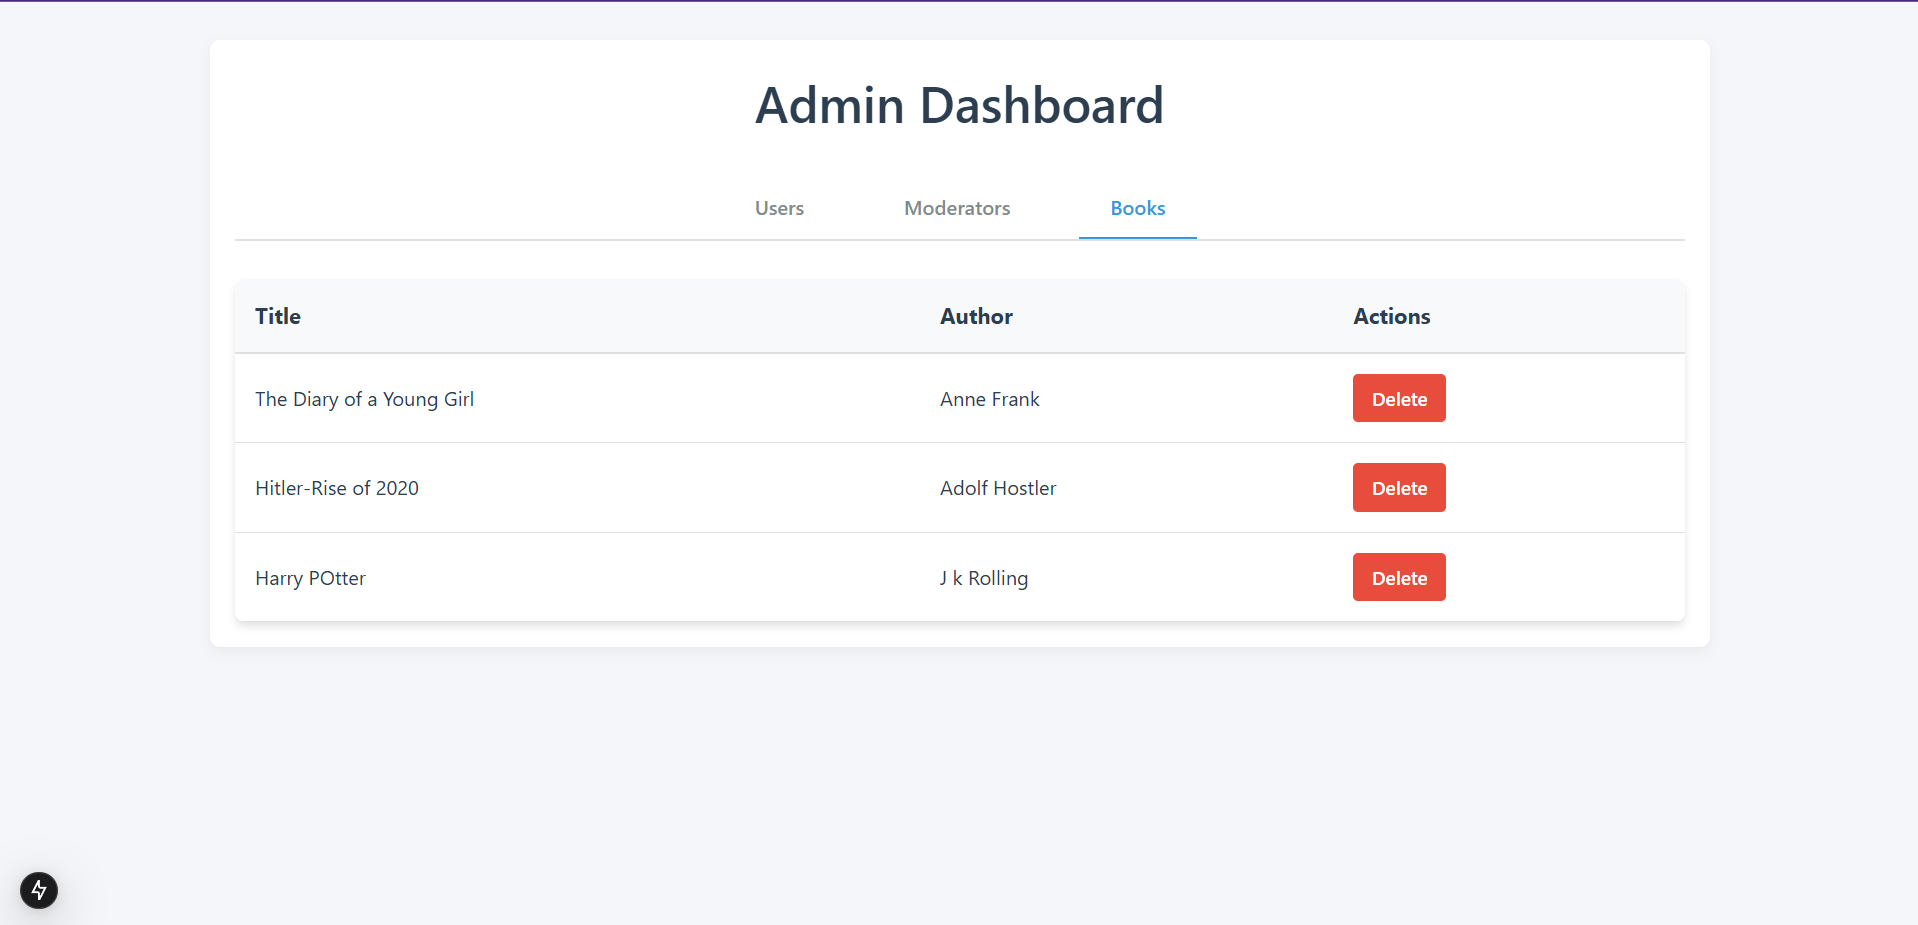 Admin Dashboard
Users Moderators Books
Title Author Actions
The Diary of a Young Girl Anne Frank Delete
Hitler-Rise of 2020 Adolf Hostler Delete
Harry POtter J k Rolling Delete